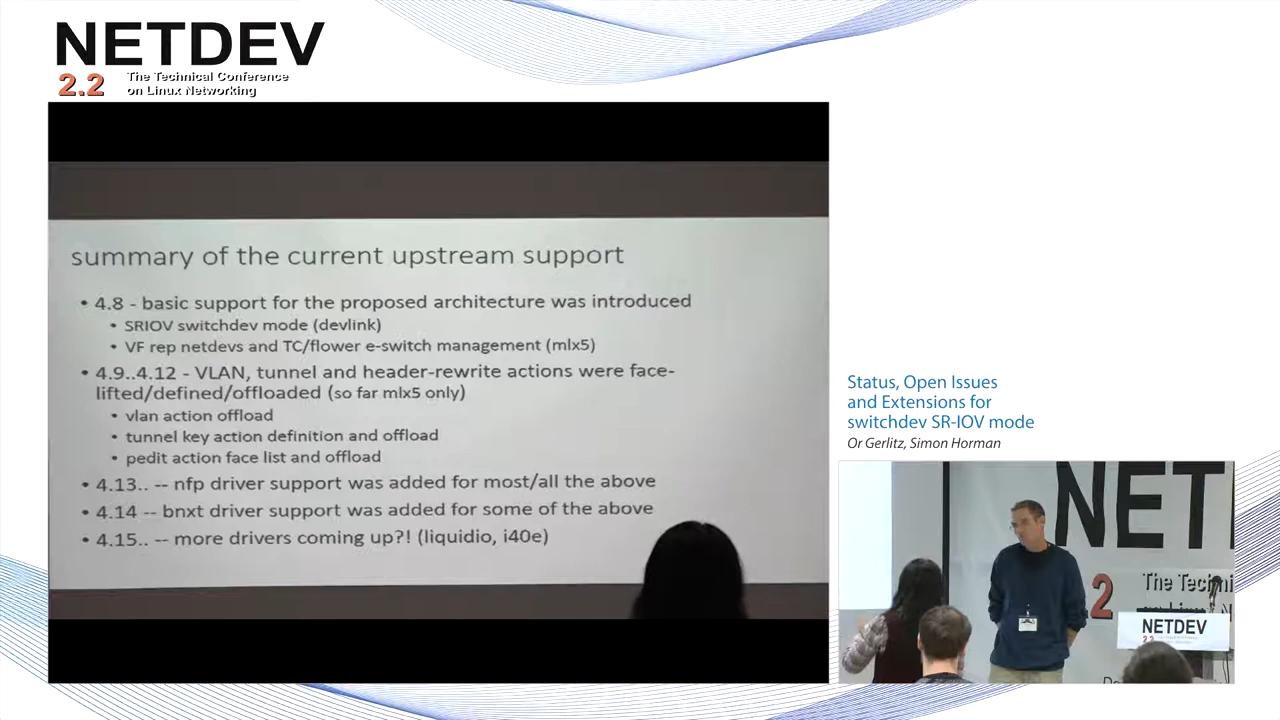 NETDEV
2.2
The Technical Conference
on Linux Networking
summary of the current upstream support
• 4.8 - basic support for the proposed architecture was introduced
• SRIOV switchdev mode (devlink)
• VF rep netdevs and TC/flower e-switch management (mlx5)
• 4.9..4.12 - VLAN, tunnel and header-rewrite actions were face-
lifted/defined/offloaded (so far mlx5 only)
• vlan action offload
• tunnel key action definition and offload
• pedit action face list and offload
• 4.13.. -- nfp driver support was added for most/all the above
• 4.14 -- bnxt driver support was added for some of the above
• 4.15.. -- more drivers coming up?! (liquidio, i40e)
Status, Open Issues
and Extensions for
switchdev SR-IOV mode
Or Gerlitz, Simon Horman
NET
2
The Techni
NETDEV
2.2